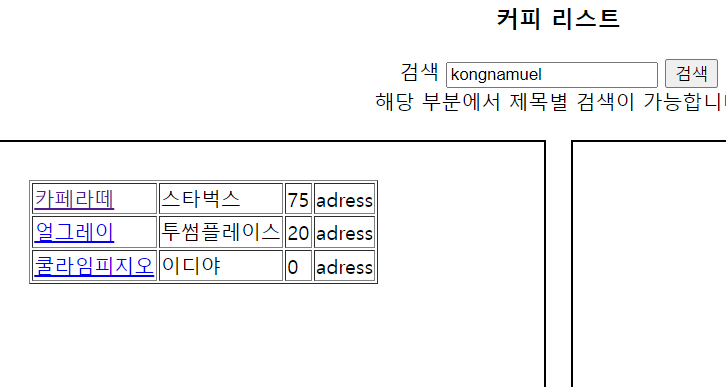 커피 리스트
검색 kongnamuel 검색
해당 부분에서 제목별 검색이 가능합니
카페라떼 스타벅스 75 adress
얼그레이 투썸플레이스 20 adress
쿨라임피지오 이디야 0 adress